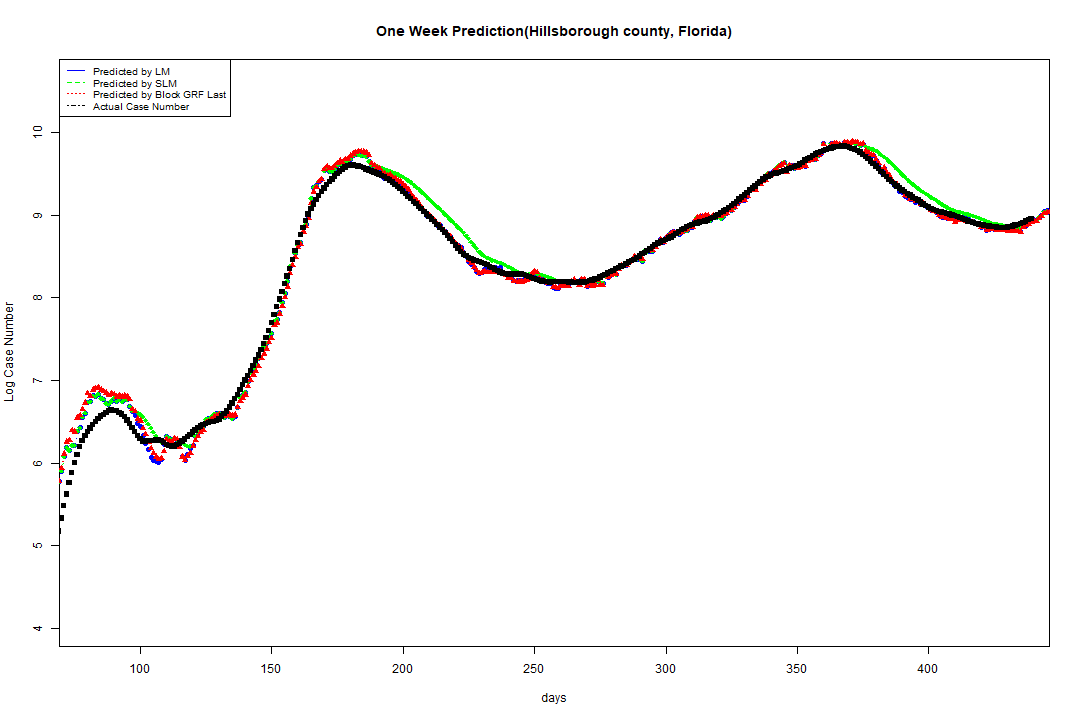 One Week Prediction(Hillsborough county, Florida)
Predicted by LM
Predicted by SLM
Predicted by Block GRF Last
Actual Case Number
10
9
8
7
6
5
4
Log Case Number
100 150 200 250 300 350 400
days